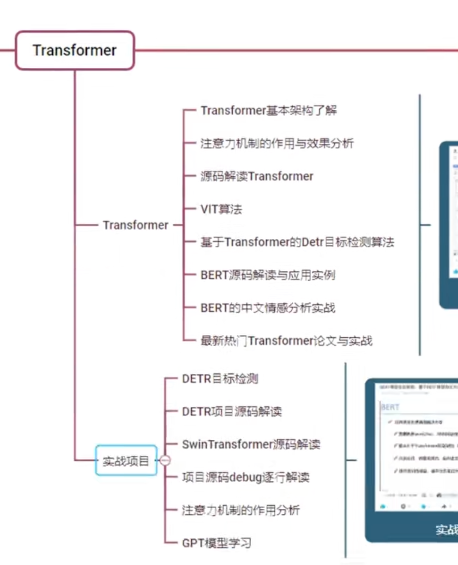 Transformer
Transformer
Transformer基本架构了解
注意力机制的作用与效果分析
源码解读Transformer
VIT算法
基于Transformer的Detr目标检测算法
BERT源码解读与应用实例
BERT的中文情感分析实战
最新热门Transformer论文与实战
实战项目
DETR目标检测
DETR项目源码解读
SwinTransformer源码解读
项目源码debug逐行解读
注意力机制的作用分析
GPT模型学习
BERT
实战